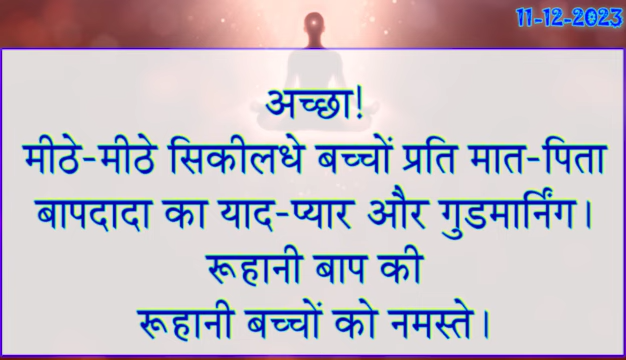 11-12-2023
अच्छा!
मीठे-मीठे सिकीलधे बच्चों प्रति मात-पिता
बापदादा का याद-प्यार और गुडमार्निंग।
रूहानी बाप की
रूहानी बच्चों को नमस्ते।